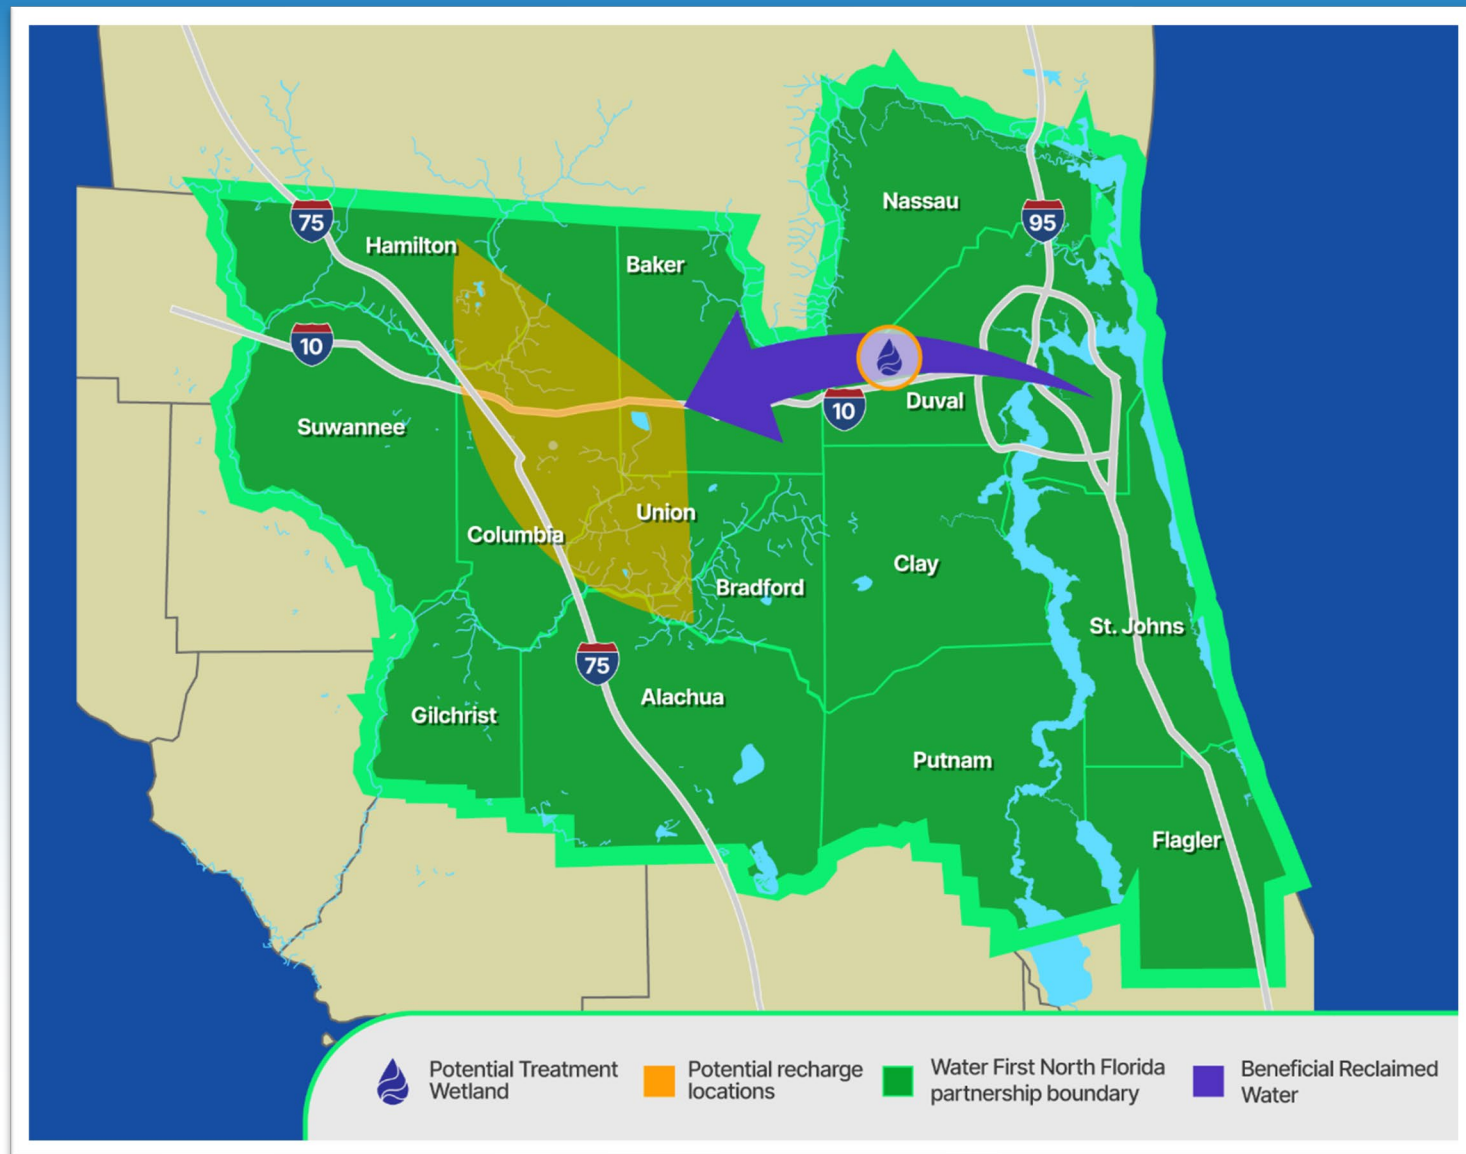 Nassau
75
95
Hamilton
Baker
10
10
Duval
Suwannee
Union
Columbia
Clay
Bradford
St. Johns
75
Alachua
Gilchrist
Putnam
Flagler
Potential Treatment
Wetland
Potential recharge
locations
Water First North Florida
partnership boundary
Beneficial Reclaimed
Water